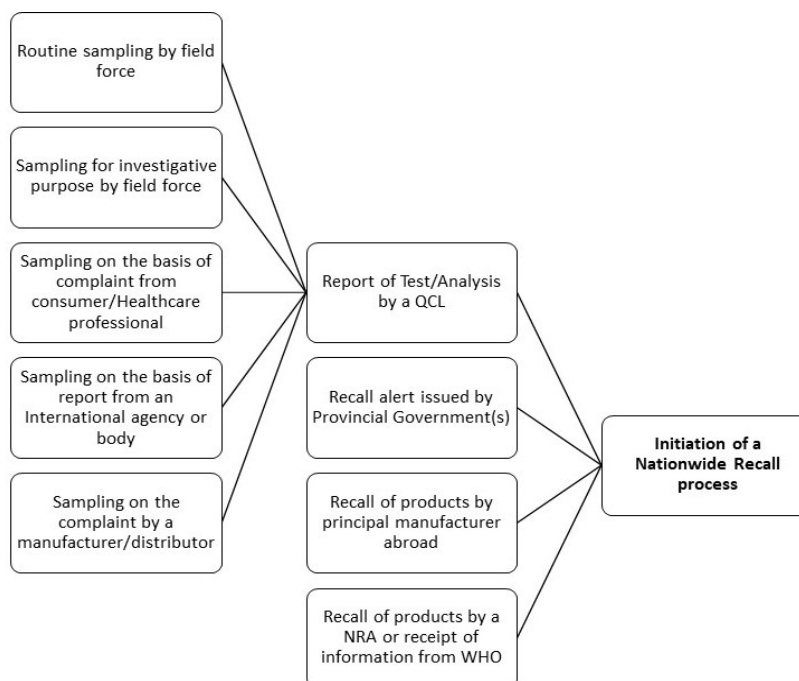 Routine sampling by field
force
Sampling for investigative
purpose by field force
Sampling on the basis of
complaint from
consumer/Healthcare
professional
Sampling on the basis of
report from an
International agency or
body
Sampling on the
complaint by a
manufacturer/distributor
Report of Test/Analysis
by a QCL
Recall alert issued by
Provincial Government(s)
Recall of products by
principal manufacturer
abroad
Recall of products by a
NRA or receipt of
information from WHO
Initiation of a
Nationwide Recall
process